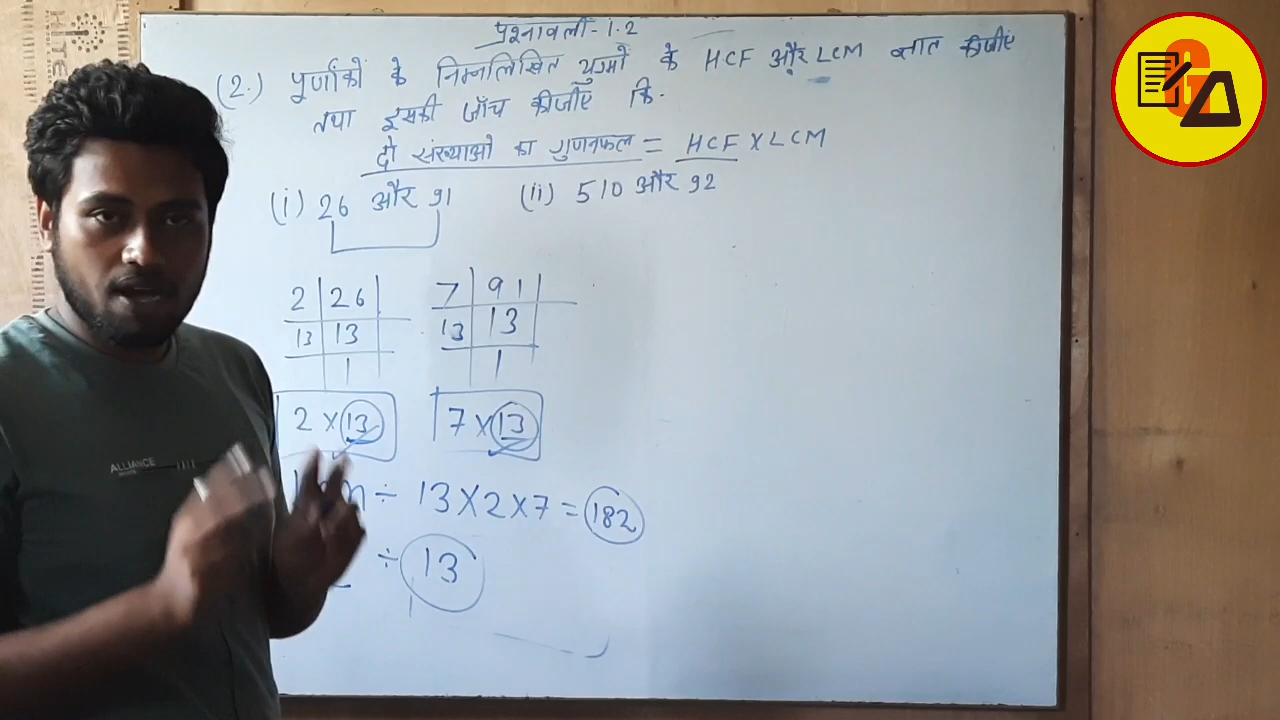 प्रश्नावली-1.2
(2.) पूर्णांकों के निम्नलिखित युग्मों के HCF और LCM ज्ञात कीजीए
तथा इसकी जाँच कीजीए कि-
दो संख्याओ का गुणनफल = HCF X LCM
(i) 26 और 91 (ii) 510 और 92
2 26 7 91
13 13 13 13
1 1
2 X 13 7 X 13
÷ 13 X 2 X 7 = 182
÷ 13
ALLIANCE
G